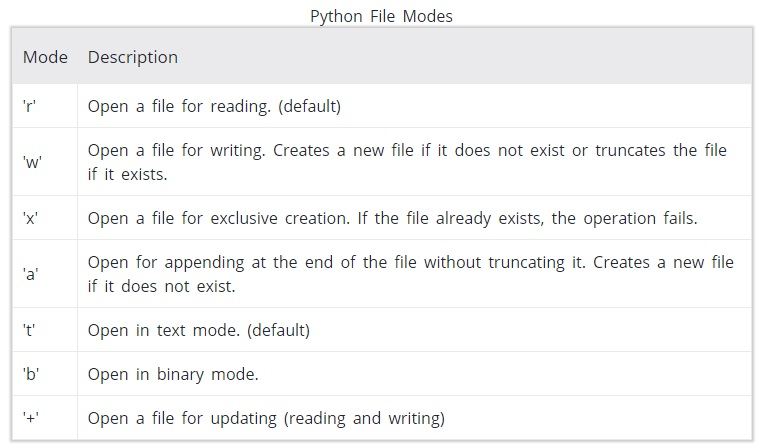 Python File Modes
Mode Description
'r' Open a file for reading. (default)
'w' Open a file for writing. Creates a new file if it does not exist or truncates the file
if it exists.
'x' Open a file for exclusive creation. If the file already exists, the operation fails.
'a' Open for appending at the end of the file without truncating it. Creates a new file
if it does not exist.
't' Open in text mode. (default)
'b' Open in binary mode.
'+' Open a file for updating (reading and writing)